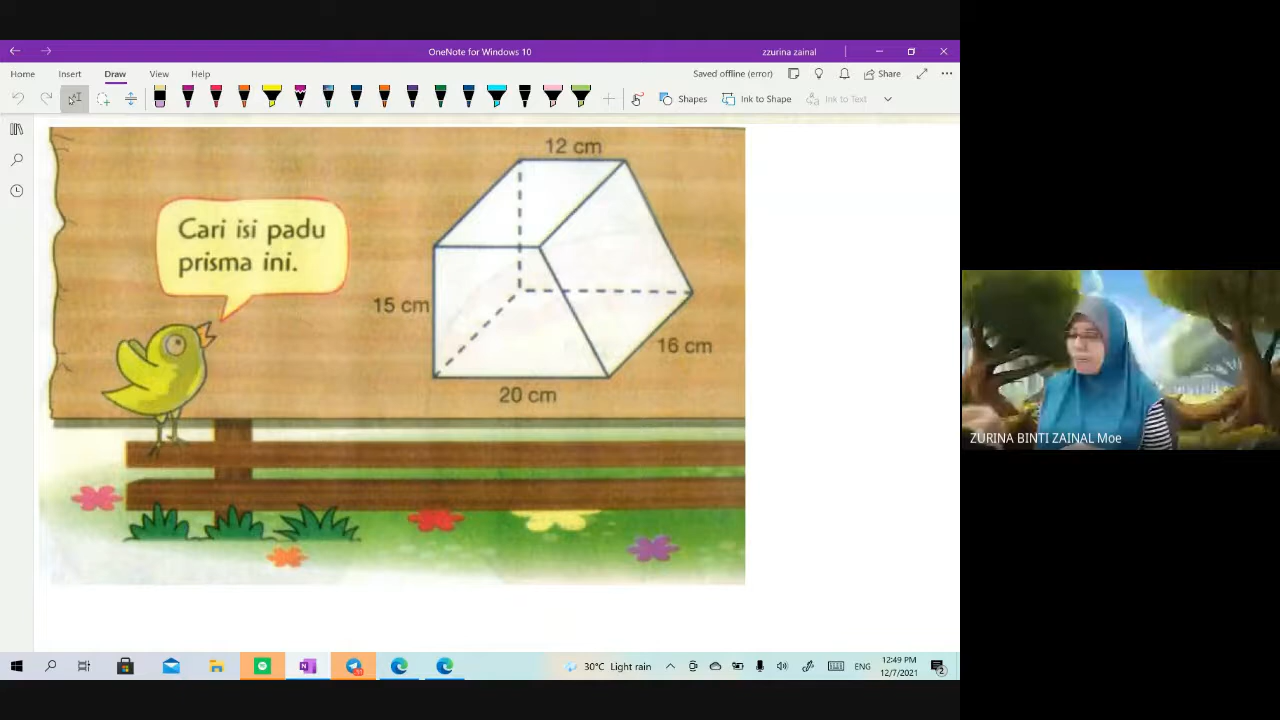 OneNote for Windows 10
zzurina zainal
Home
Insert
Draw
View
Help
Saved offline (error)
Share
Shapes
Ink to Shape
Ink to Text
12 cm
Cari isi padu
prisma ini.
15 cm
16 cm
20 cm
ZURINA BINTI ZAINAL Moe
30°C Light rain
ENG
12:49 PM
12/7/2021
2